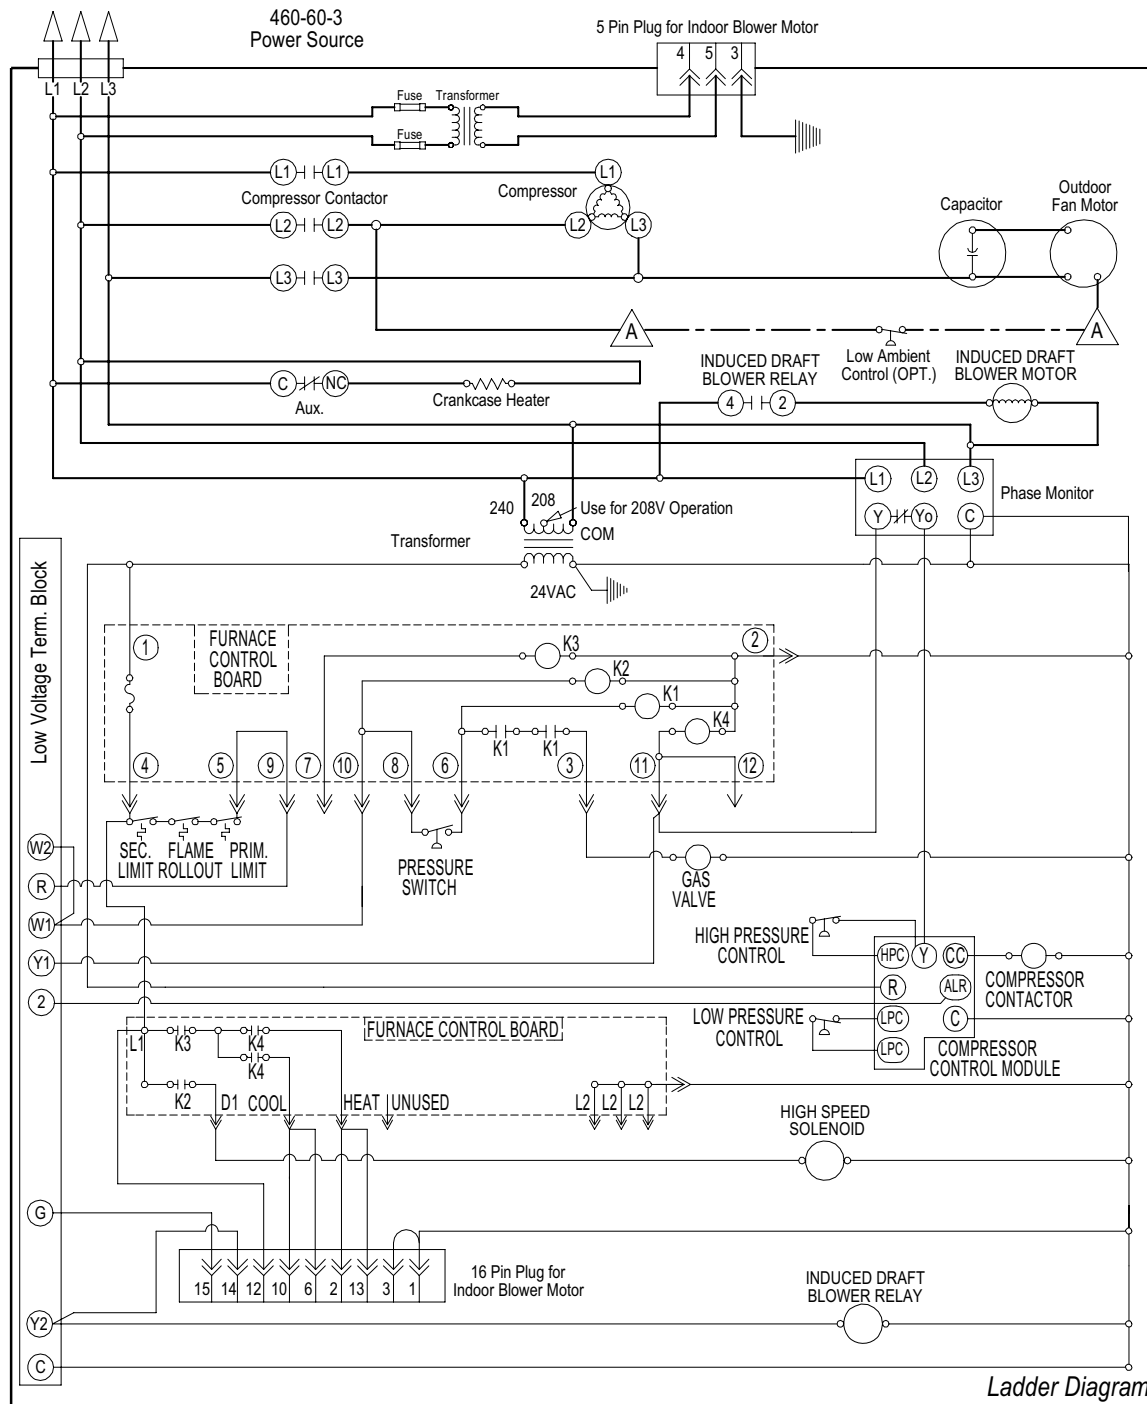 460-60-3
Power Source
5 Pin Plug for Indoor Blower Motor
4 5 3
L1 L2 L3
Fuse Transformer
Fuse
L1 L1 L1
Compressor Contactor Compressor
L2 L2 L2 L3
L3 L3
Capacitor
Outdoor
Fan Motor
A A
Low Ambient
Control (OPT.)
C NC
Aux.
Crankcase Heater
INDUCED DRAFT
BLOWER RELAY
4 2
INDUCED DRAFT
BLOWER MOTOR
L1 L2 L3
Phase Monitor
Y Yo C
240 208 Use for 208V Operation
COM
Transformer
24VAC
Low Voltage Term. Block
1
FURNACE
CONTROL
BOARD
K3 2
K2
K1
K4
K1 K1
4 5 9 7 10 8 6 3 11 12
SEC.
LIMIT
FLAME
ROLLOUT
PRIM.
LIMIT
PRESSURE
SWITCH
GAS
VALVE
W2
R
W1
Y1
2
HIGH PRESSURE
CONTROL
HPC Y CC
R ALR
LPC C
LPC
COMPRESSOR
CONTACTOR
LOW PRESSURE
CONTROL
COMPRESSOR
CONTROL MODULE
FURNACE CONTROL BOARD
L1 K3 K4
K4
K2 D1 COOL HEAT UNUSED L2 L2 L2
HIGH SPEED
SOLENOID
G
15 14 12 10 6 2 13 3 1
16 Pin Plug for
Indoor Blower Motor
INDUCED DRAFT
BLOWER RELAY
Y2
C
Ladder Diagram